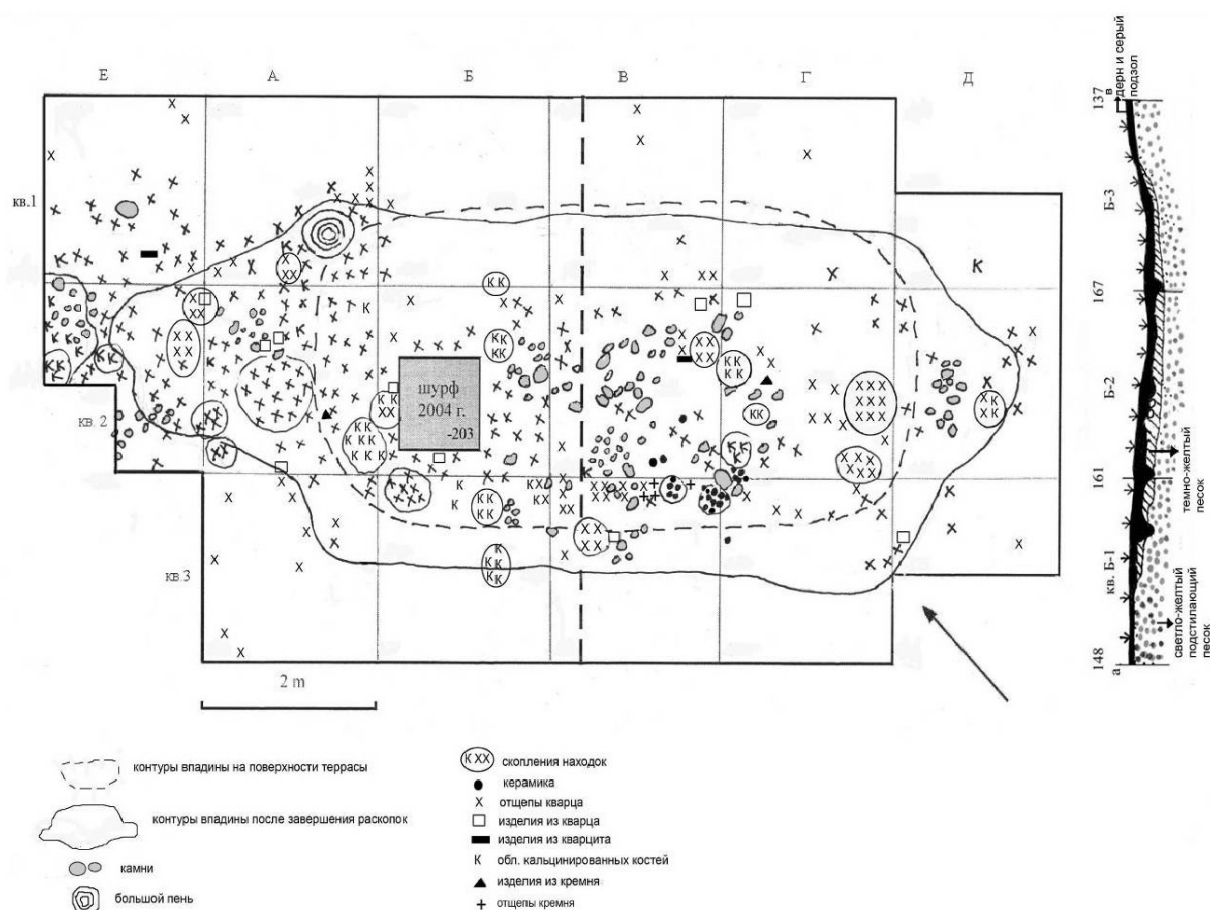 Е А Б В Г Д
кв.1
кв. 2
кв.3
шурф
2004 г.
-203
2 m
контуры впадины на поверхности террасы
контуры впадины после завершения раскопок
камни
большой пень
К ХХ скопления находок
керамика
Х отщепы кварца
изделия из кварца
изделия из кварцита
К обл. кальцинированных костей
изделия из кремня
+ отщепы кремня
дерн и серый
подзол
137 в
Б-3
167
Б-2
темно-желтый
песок
161
кв. Б-1
светло-желтый
подстилающий
песок
148 а